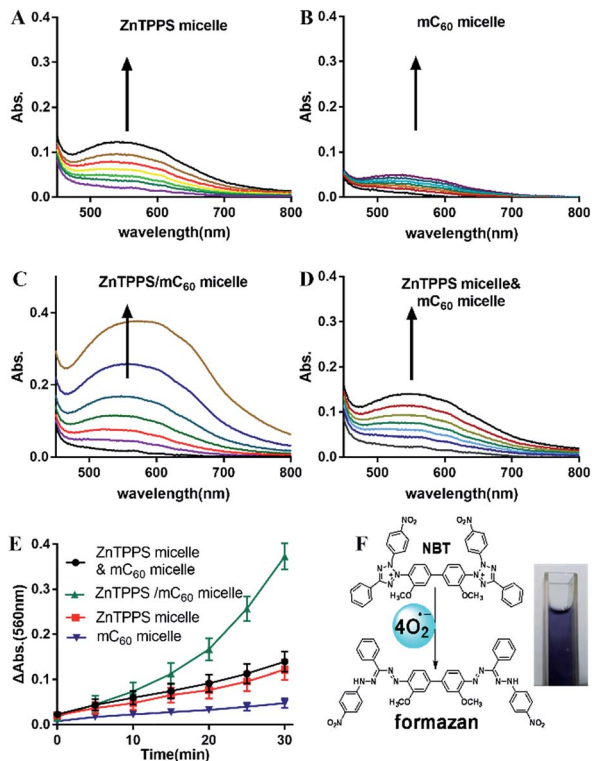 A
ZnTPPS micelle
Abs.
0.4
0.3
0.2
0.1
0.0
500
600
700
800
wavelength(nm)
B
mC60 micelle
Abs.
0.4
0.3
0.2
0.1
0.0
500
600
700
800
wavelength(nm)
C
ZnTPPS/mC60 micelle
Abs.
0.4
0.2
0.0
500
600
700
800
wavelength(nm)
D
ZnTPPS micelle&
mC60 micelle
Abs.
0.4
0.3
0.2
0.1
0.0
500
600
700
800
wavelength(nm)
E
ΔAbs.(560nm)
0.4
0.3
0.2
0.1
0.0
ZnTPPS micelle
& mC60 micelle
ZnTPPS /mC60 micelle
ZnTPPS micelle
mC60 micelle
0
10
20
30
Time(min)
F
NO2
NO2
NBT
N
N
N
N+
N
N
N
N+
H3CO
OCH3
4O2•−
N
N
NH
N
N
N
HN
N
H3CO
OCH3
O2N
NO2
formazan